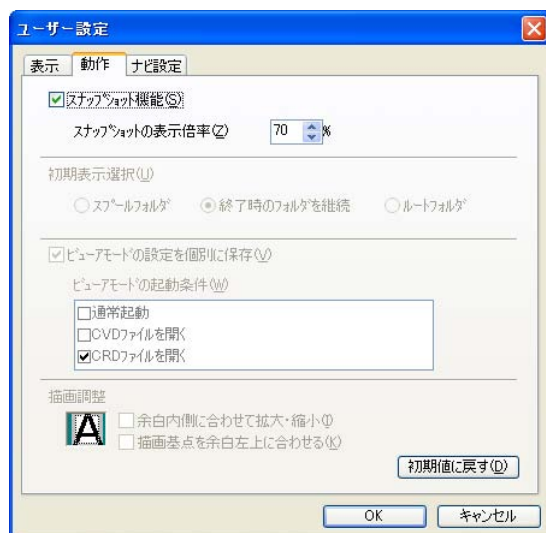 ユーザー設定
表示 動作 ナビ設定
スナップショット機能(S)
スナップショットの表示倍率(Z) 70 %
初期表示選択(U)
スプールフォルダ 終了時のフォルダを継続 ルートフォルダ
ビューアモードの設定を個別に保存(V)
ビューアモードの起動条件(W)
通常起動
CVDファイルを開く
CRDファイルを開く
描画調整
A 余白内側に合わせて拡大・縮小(I)
描画基点を余白左上に合わせる(K)
初期値に戻す(D)
OK キャンセル